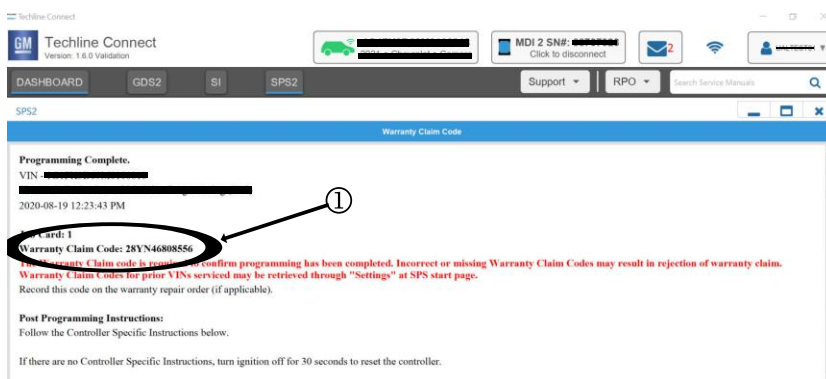 Techline Connect
GM
Techline Connect
Version: 1.6.0 Validation
2021 - Chevrolet - Camaro
MDI 2 SN#:
Click to disconnect
2
DASHBOARD
GDS2
SI
SPS2
Support
RPO
Search Service Manuals
SPS2
Warranty Claim Code
Programming Complete.
VIN -
2020-08-19 12:23:43 PM
①
Card: 1
Warranty Claim Code: 28YN46808556
The Warranty Claim code is required to confirm programming has been completed. Incorrect or missing Warranty Claim Codes may result in rejection of warranty claim.
Warranty Claim Codes for prior VINs serviced may be retrieved through "Settings" at SPS start page.
Record this code on the warranty repair order (if applicable).
Post Programming Instructions:
Follow the Controller Specific Instructions below.
If there are no Controller Specific Instructions, turn ignition off for 30 seconds to reset the controller.